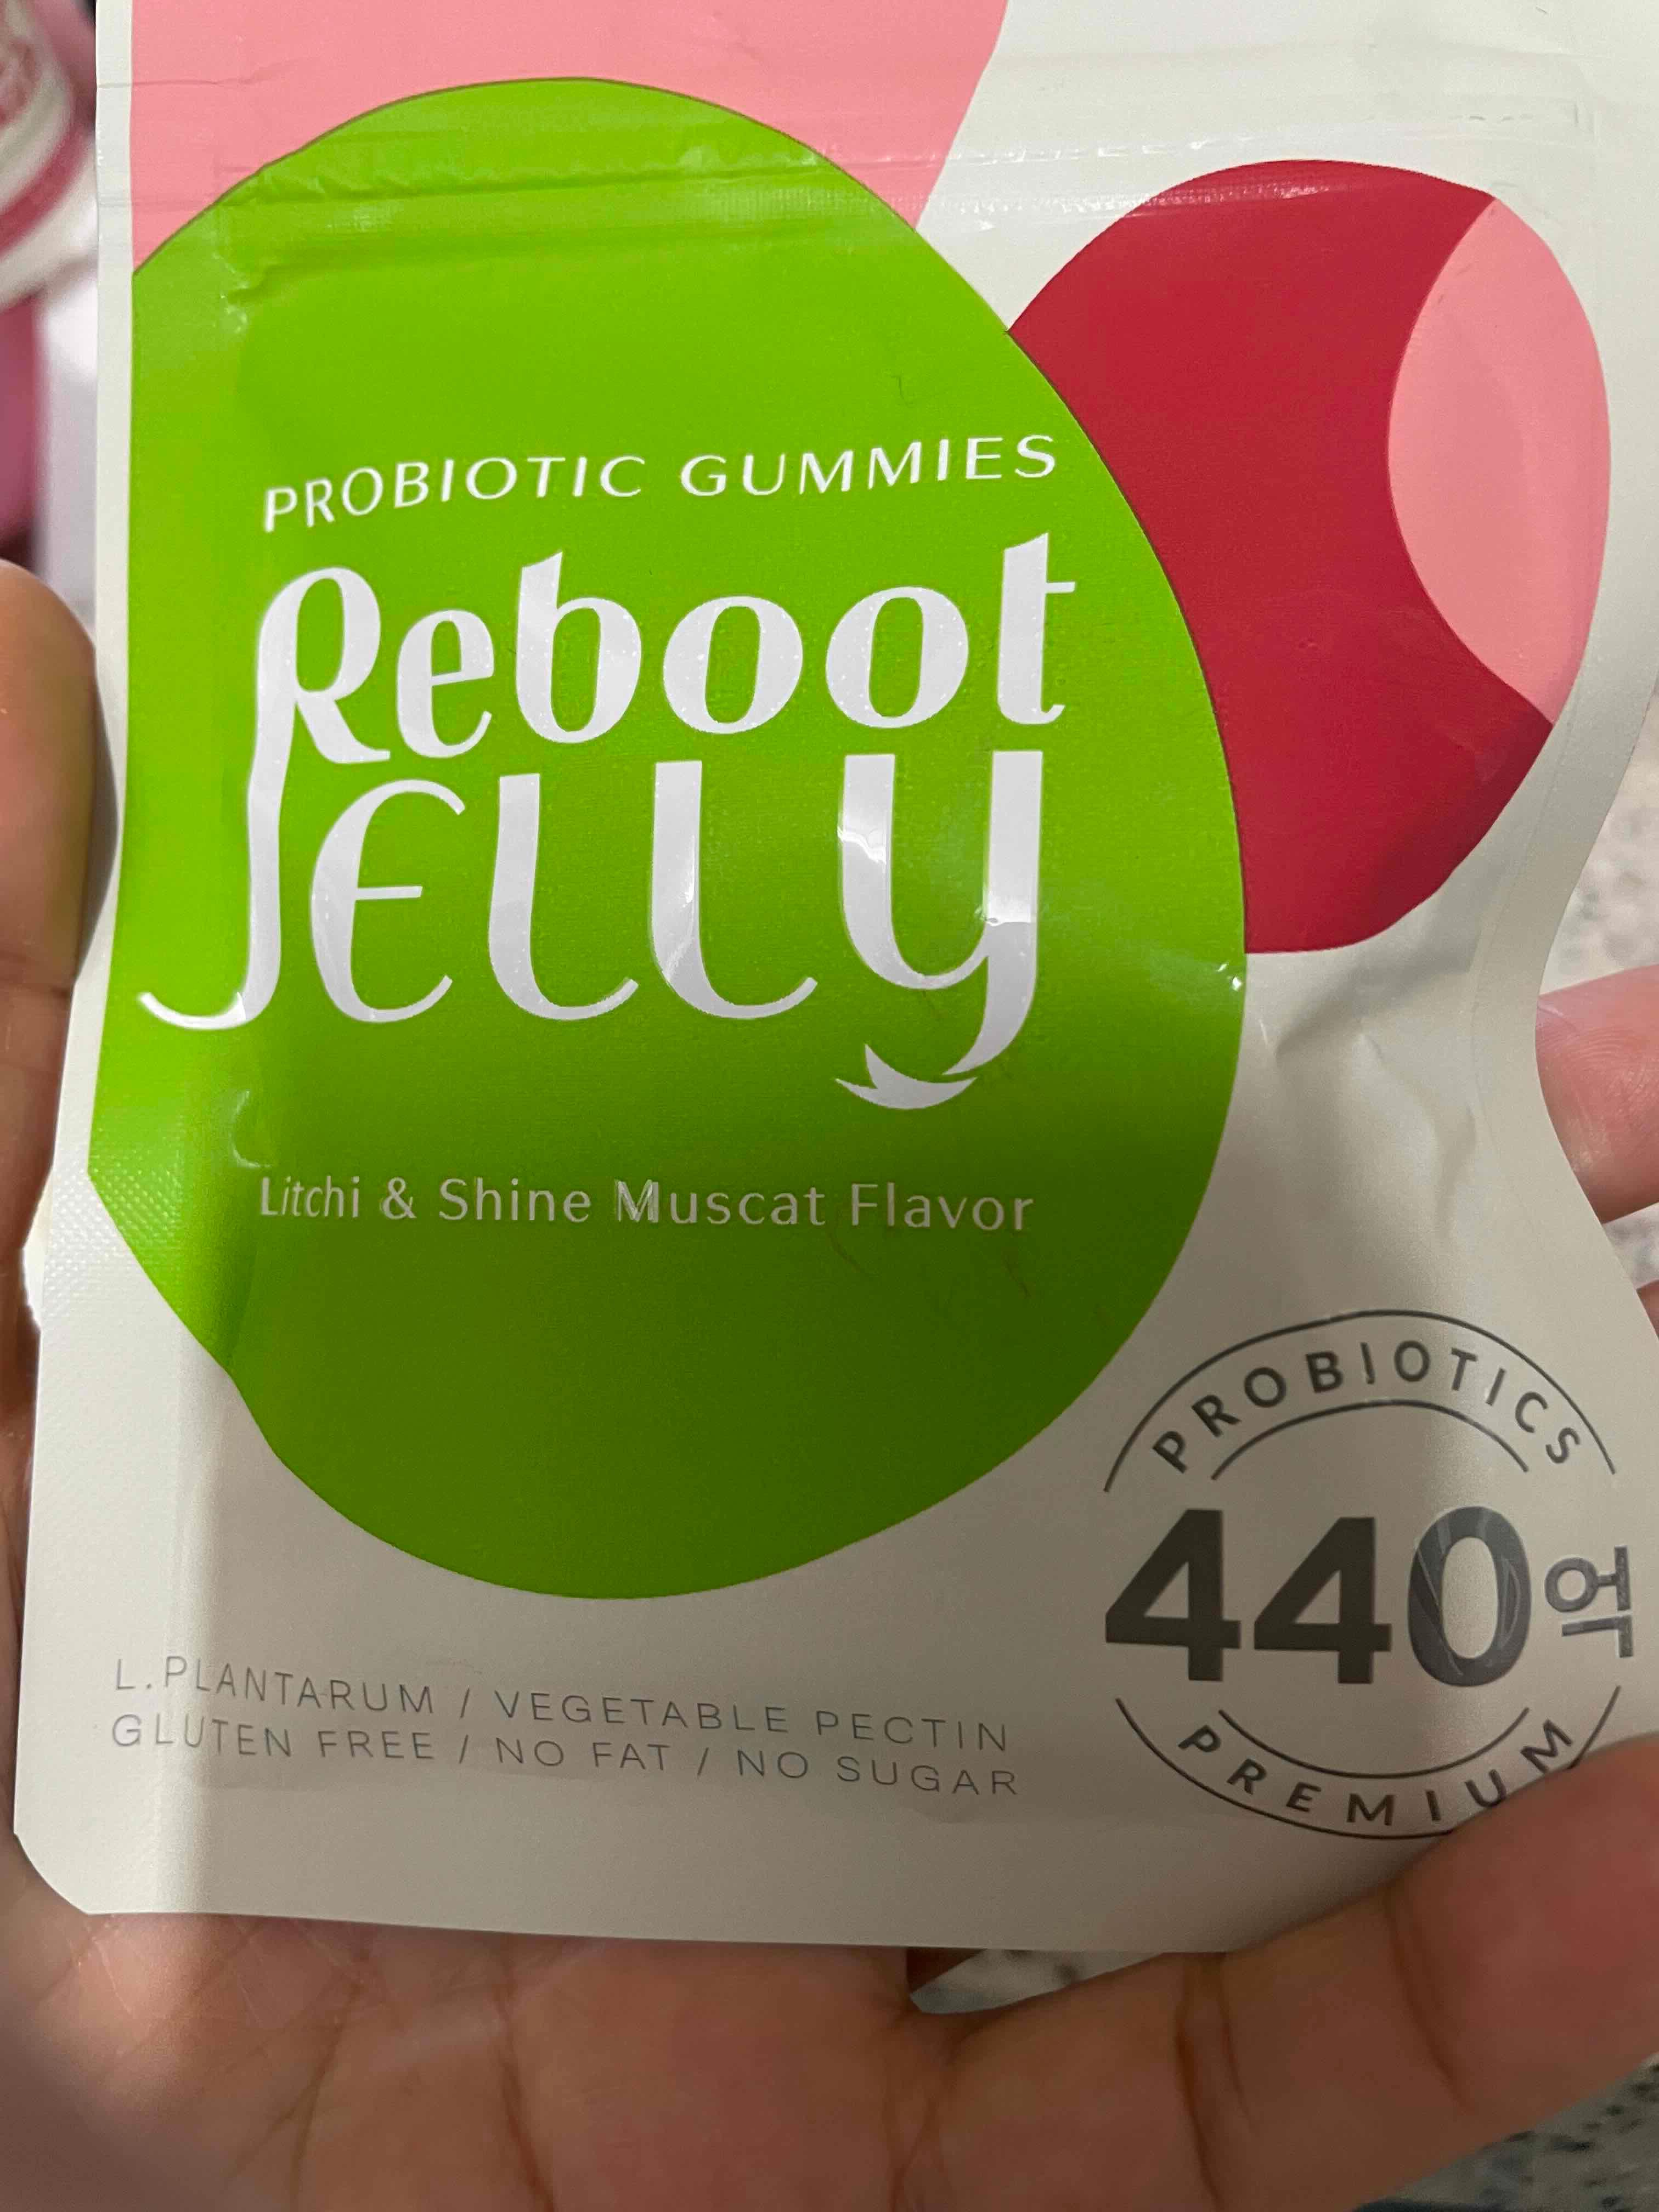 PROBIOTIC GUMMIES
Reboot
JELLY
Litchi & Shine Muscat Flavor
PROBIOTICS
440억
PREMIUM
L.PLANTARUM / VEGETABLE PECTIN
GLUTEN FREE / NO FAT / NO SUGAR